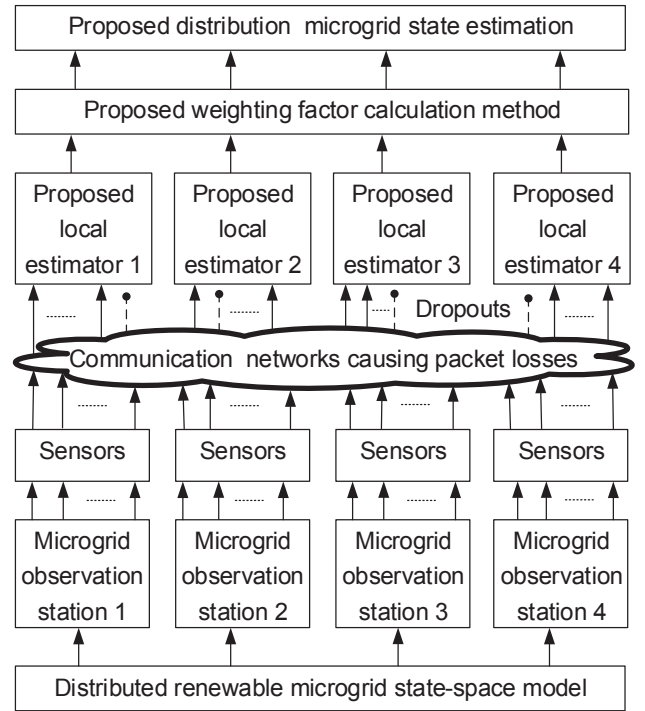 Proposed distribution microgrid state estimation
Proposed weighting factor calculation method
Proposed local estimator 1
Proposed local estimator 2
Proposed local estimator 3
Proposed local estimator 4
Dropouts
Communication networks causing packet losses
Sensors
Sensors
Sensors
Sensors
Microgrid observation station 1
Microgrid observation station 2
Microgrid observation station 3
Microgrid observation station 4
Distributed renewable microgrid state-space model